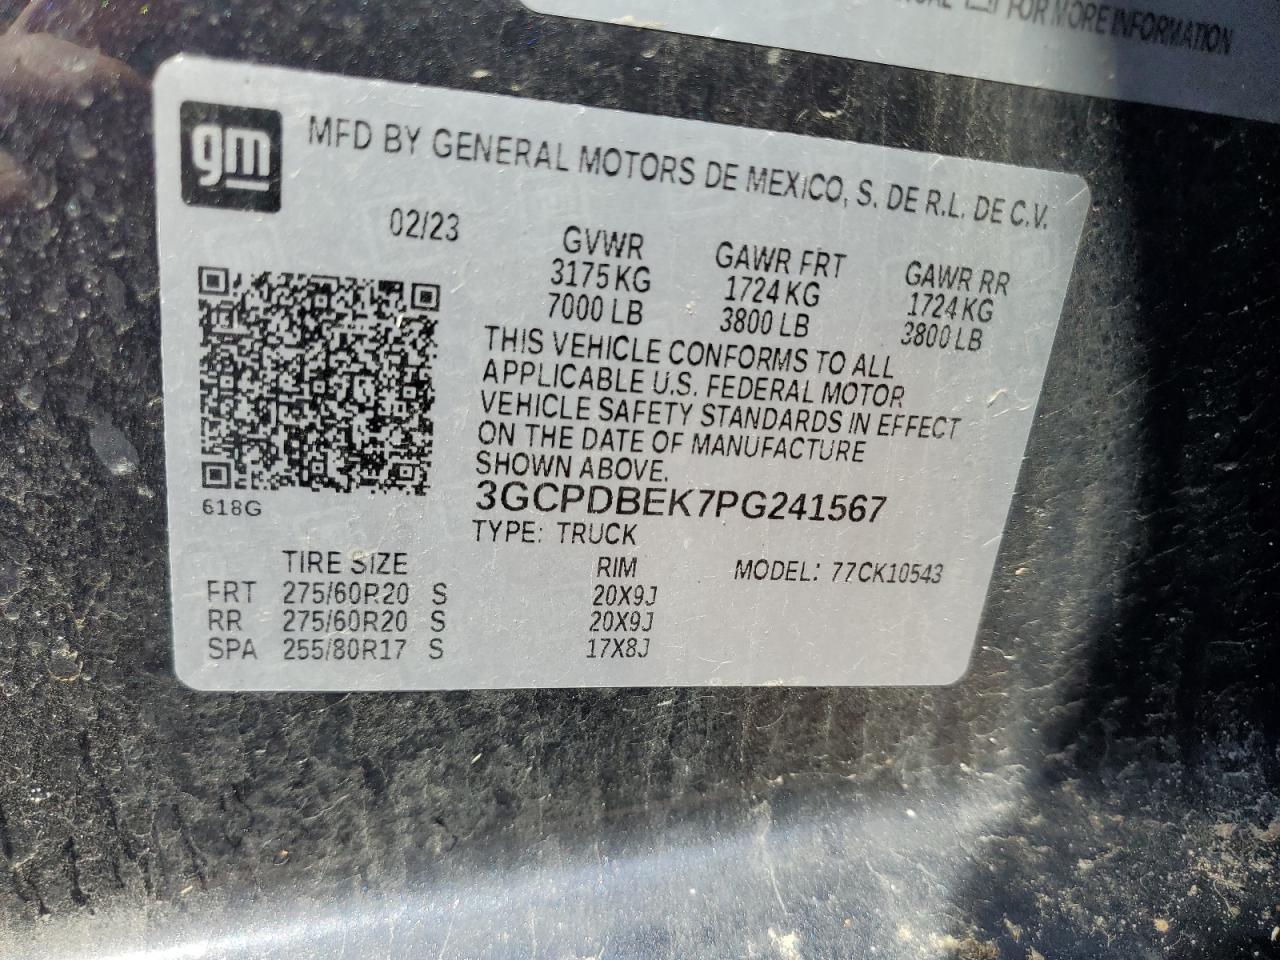 FOR MORE INFORMATION
gm
MFD BY GENERAL MOTORS DE MEXICO, S. DE R.L. DE C.V.
02/23
GVWR GAWR FRT GAWR RR
3175 KG 1724 KG 1724 KG
7000 LB 3800 LB 3800 LB
THIS VEHICLE CONFORMS TO ALL
APPLICABLE U.S. FEDERAL MOTOR
VEHICLE SAFETY STANDARDS IN EFFECT
ON THE DATE OF MANUFACTURE
SHOWN ABOVE.
3GCPDBEK7PG241567
618G
TYPE: TRUCK
TIRE SIZE RIM MODEL: 77CK10543
FRT 275/60R20 S 20X9J
RR 275/60R20 S 20X9J
SPA 255/80R17 S 17X8J